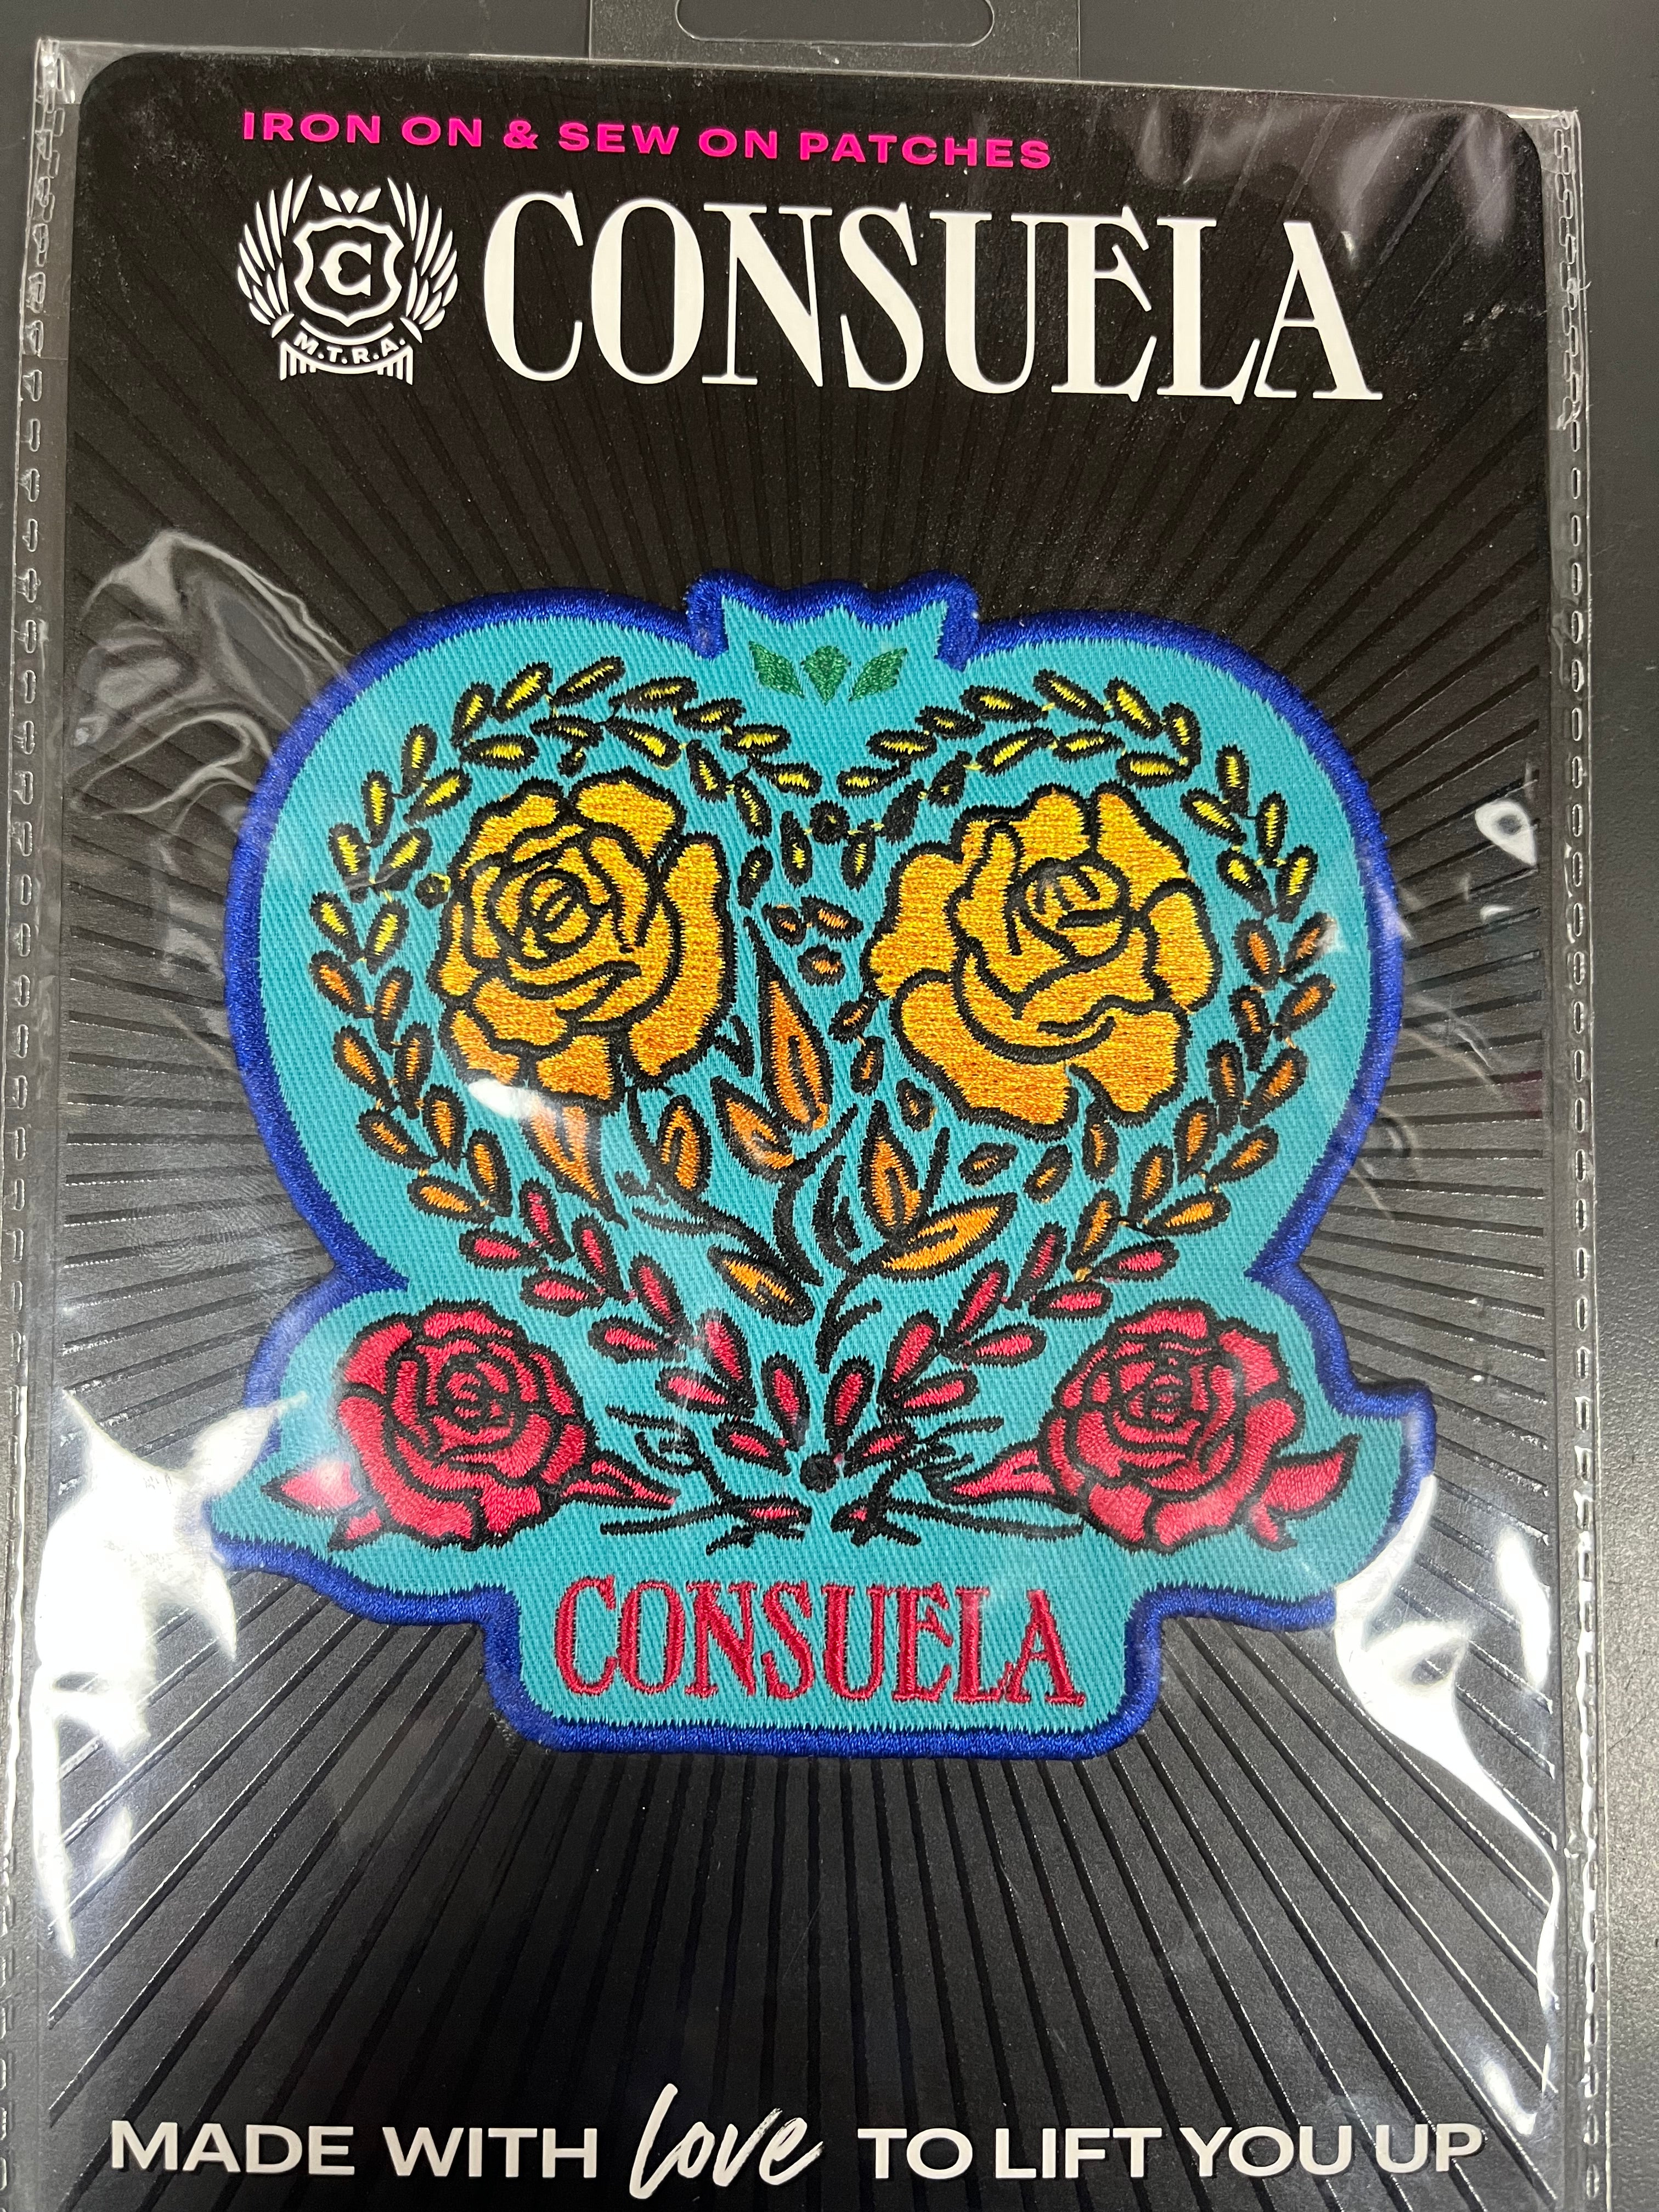 IRON ON & SEW ON PATCHES
C
M.T.R.A.
CONSUELA
CONSUELA
MADE WITH love TO LIFT YOU UP